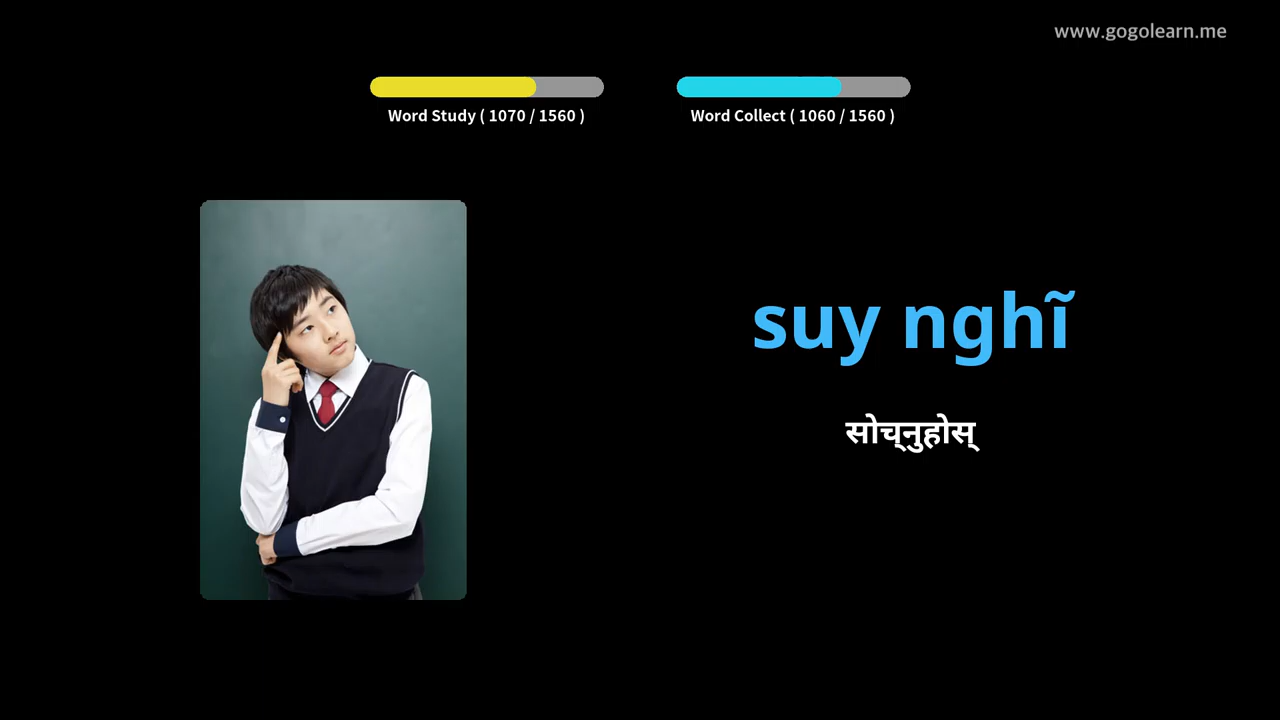 www.gogolearn.me
Word Study ( 1070 / 1560 )
Word Collect ( 1060 / 1560 )
suy nghĩ
सोच्नुहोस्